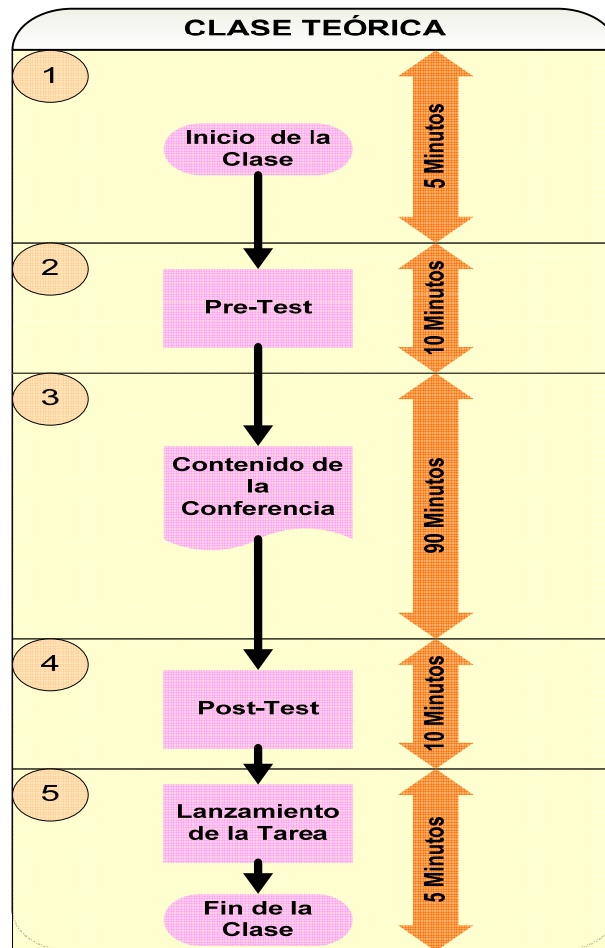 CLASE TEÓRICA
1
Inicio de la
Clase
5 Minutos
2
Pre-Test
10 Minutos
3
Contenido de
la
Conferencia
90 Minutos
4
Post-Test
10 Minutos
5
Lanzamiento
de la Tarea
Fin de la
Clase
5 Minutos